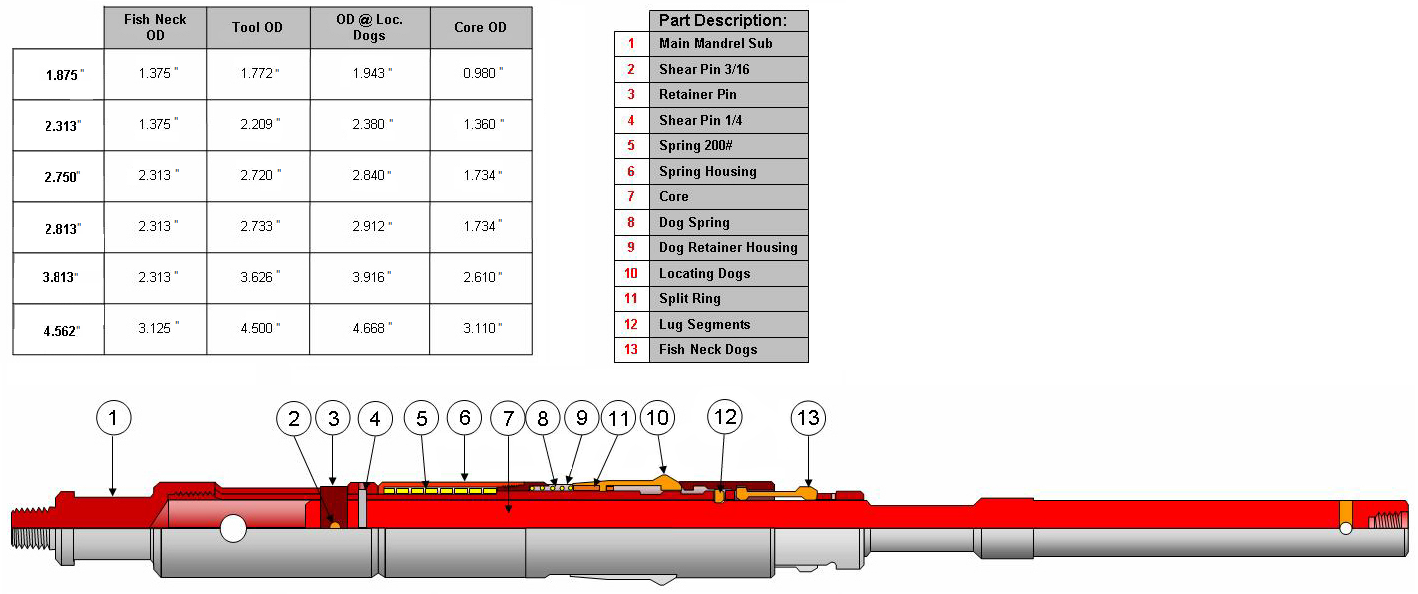 Fish Neck OD Tool OD OD @ Loc. Dogs Core OD
1.875" 1.375" 1.772" 1.943" 0.980"
2.313" 1.375" 2.209" 2.380" 1.360"
2.750" 2.313" 2.720" 2.840" 1.734"
2.813" 2.313" 2.733" 2.912" 1.734"
3.813" 2.313" 3.626" 3.916" 2.610"
4.562" 3.125" 4.500" 4.668" 3.110"
Part Description:
1 Main Mandrel Sub
2 Shear Pin 3/16
3 Retainer Pin
4 Shear Pin 1/4
5 Spring 200#
6 Spring Housing
7 Core
8 Dog Spring
9 Dog Retainer Housing
10 Locating Dogs
11 Split Ring
12 Lug Segments
13 Fish Neck Dogs
1 2 3 4 5 6 7 8 9 11 10 12 13